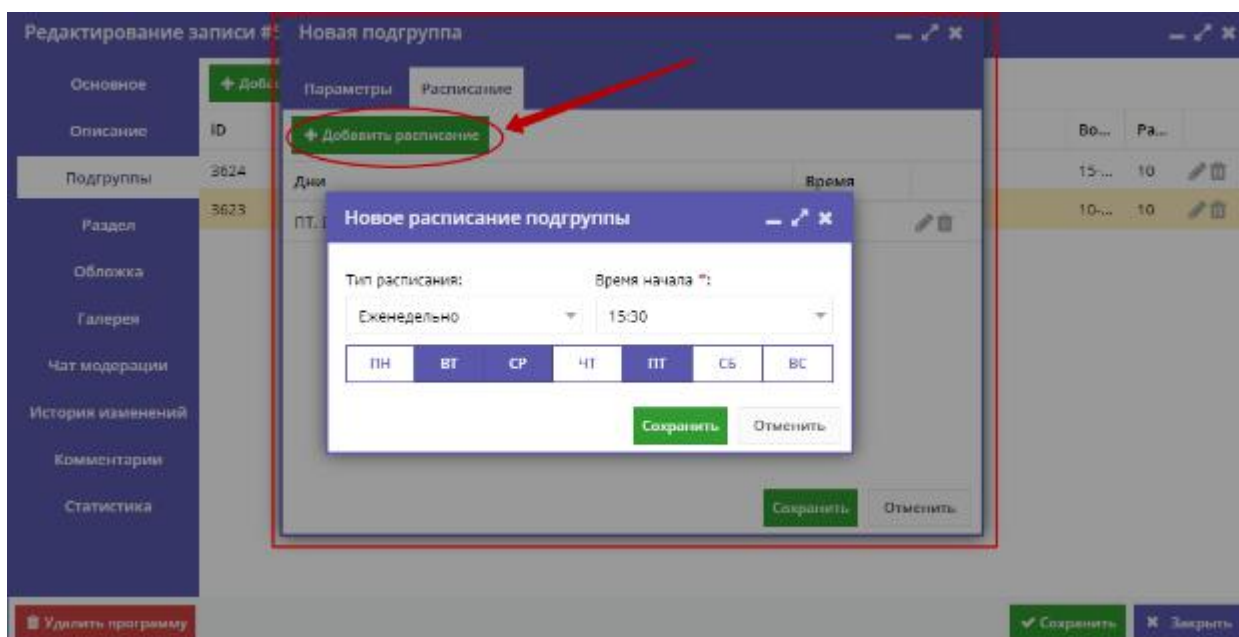 Редактирование записи #
Новая подгруппа
Основное
Описание
Подгруппы
Раздел
Обложка
Галерея
Чат модерации
История изменений
Комментарии
Статистика
Параметры Расписание
Добавить расписание
ID Во... Ра...
3624 15-... 10
3623 10-... 10
Дни Время
ПТ,
Новое расписание подгруппы
Тип расписания: Время начала *:
Еженедельно 15:30
ПН ВТ СР ЧТ ПТ СБ ВС
Сохранить Отменить
Сохранить Отменить
Удалить программу
Сохранить Закрыть